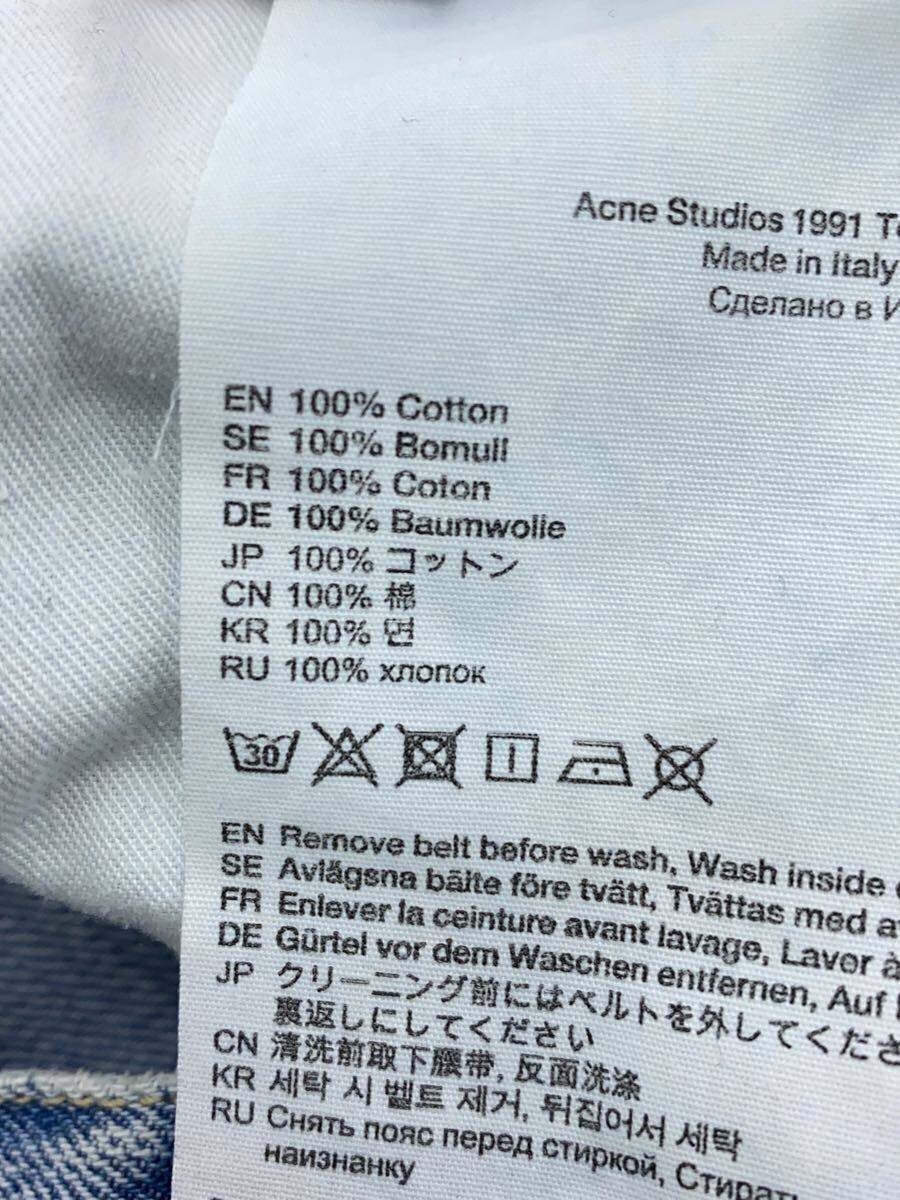 Acne Studios 1991
Made in Italy
Сделано в
EN 100% Cotton
SE 100% Bomull
FR 100% Coton
DE 100% Baumwolle
JP 100% コットン
CN 100% 棉
KR 100% 면
RU 100% хлопок
30
EN Remove belt before wash, Wash inside
SE Avlägsna bälte före tvätt, Tvättas med
FR Enlever la ceinture avant lavage, Laver à
DE Gürtel vor dem Waschen entfernen, Auf
JP クリーニング前にはベルトを外してくださ
裏返しにしてください
CN 清洗前取下腰带, 反面洗涤
KR 세탁 시 벨트 제거, 뒤집어서 세탁
RU Снять пояс перед стиркой, Стират
наизнанку